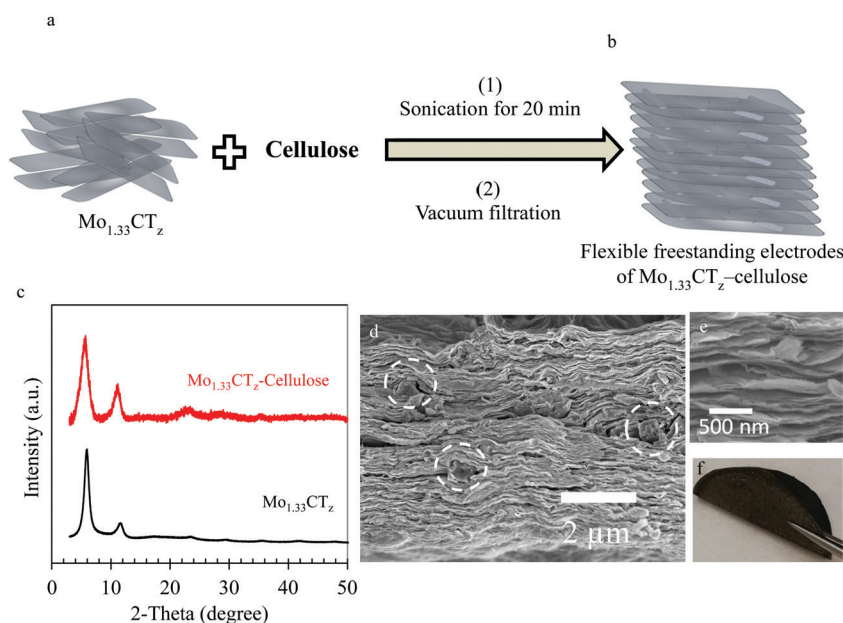 a
b
(1)
Sonication for 20 min
Cellulose
(2)
Vacuum filtration
Mo1.33CTz
Flexible freestanding electrodes
of Mo1.33CTz–cellulose
c
Mo1.33CTz-Cellulose
Mo1.33CTz
Intensity (a.u.)
0 10 20 30 40 50
2-Theta (degree)
d
2 μm
e
500 nm
f